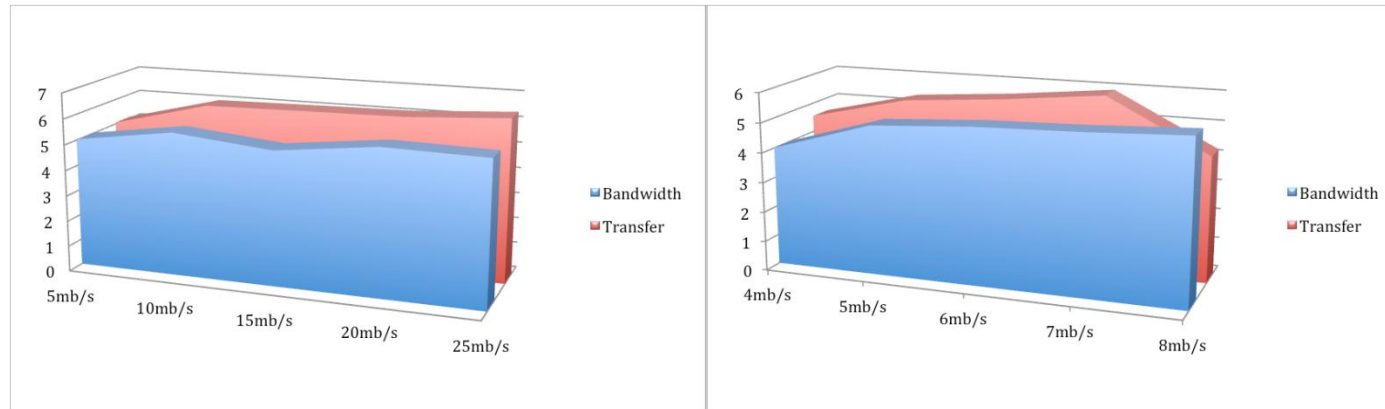 7
6
5
4
3
2
1
0
5mb/s
10mb/s
15mb/s
20mb/s
25mb/s
Bandwidth
Transfer
6
5
4
3
2
1
0
4mb/s
5mb/s
6mb/s
7mb/s
8mb/s
Bandwidth
Transfer